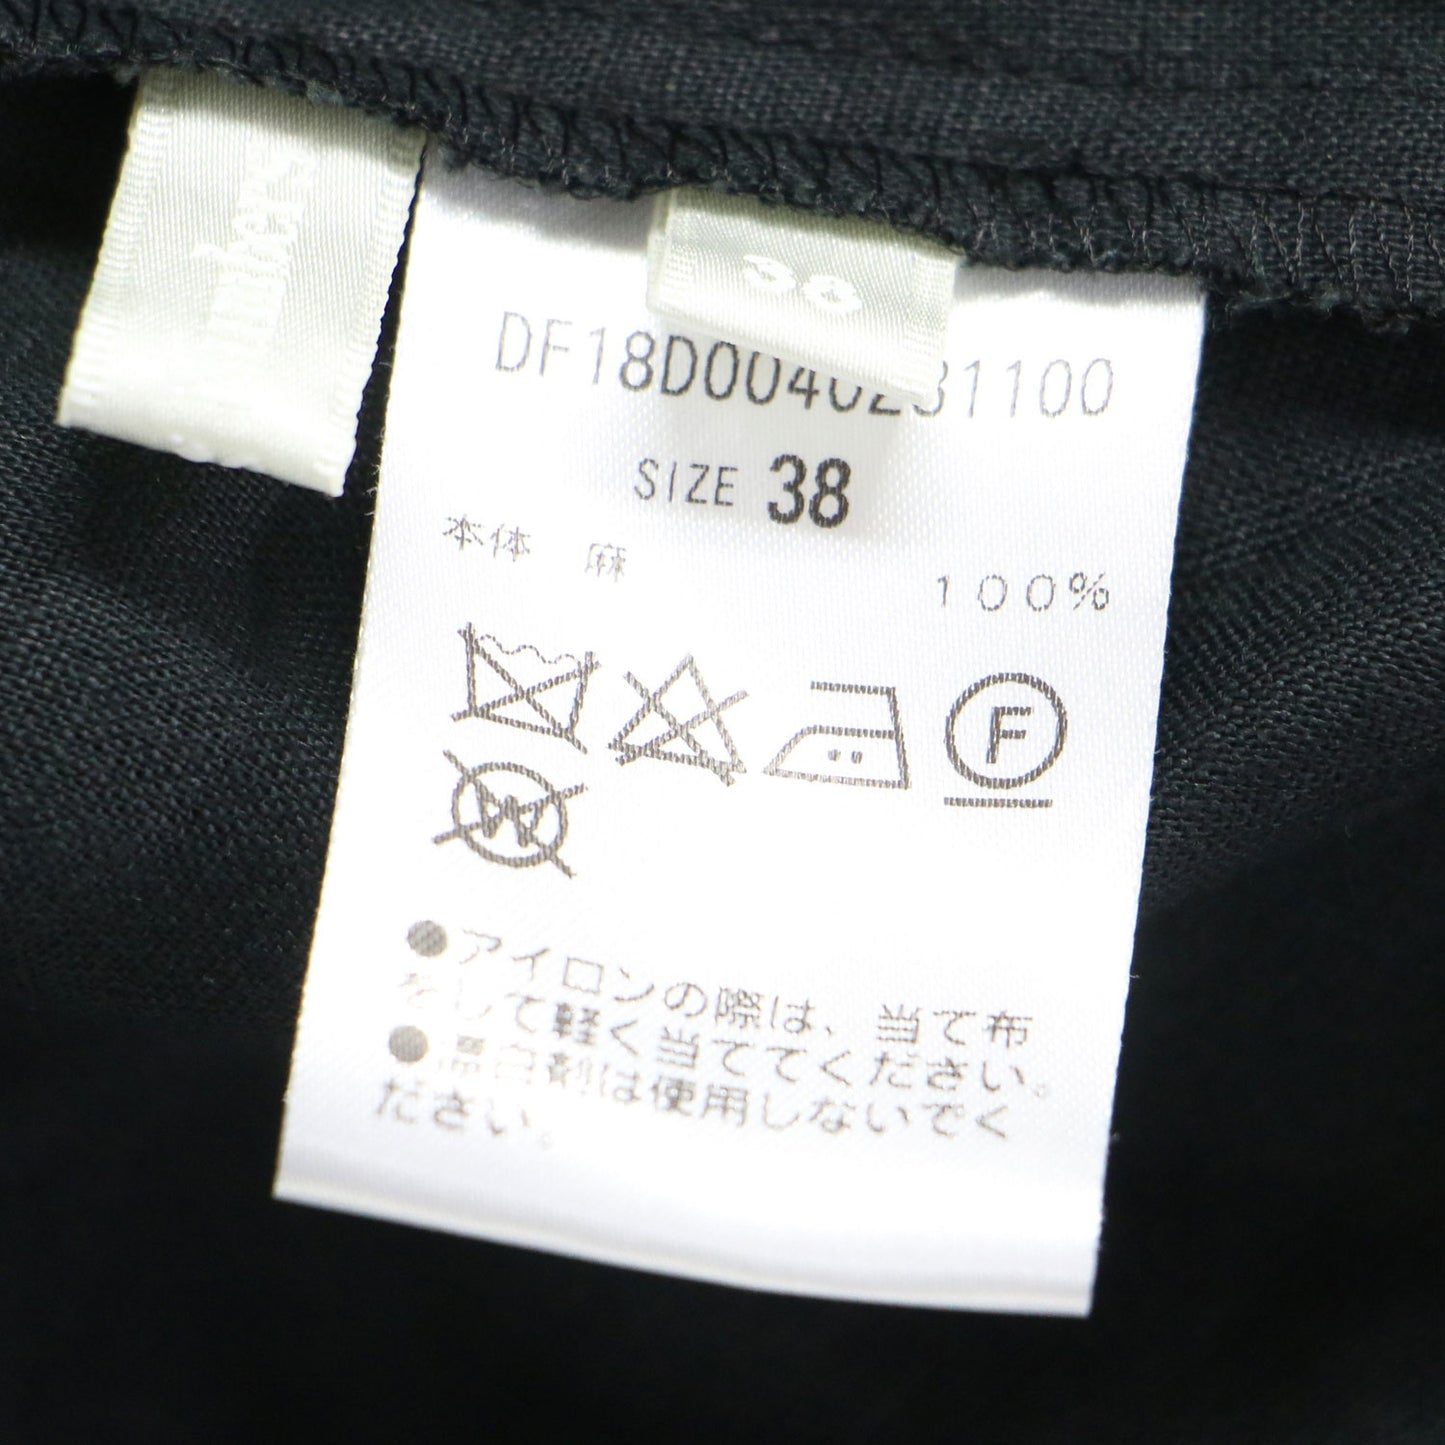 38
SIZE 38
本体 麻 100%
F
W
●アイロンの際は、当て布
をして軽く当ててください。
●漂白剤は使用しないでく
ださい。